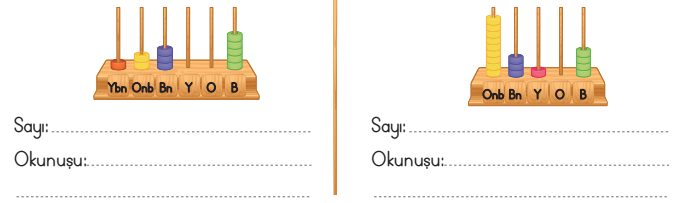 Ybn Onb Bn Y O B
Sayı:
Okunuşu:
Onb Bn Y O B
Sayı:
Okunuşu: